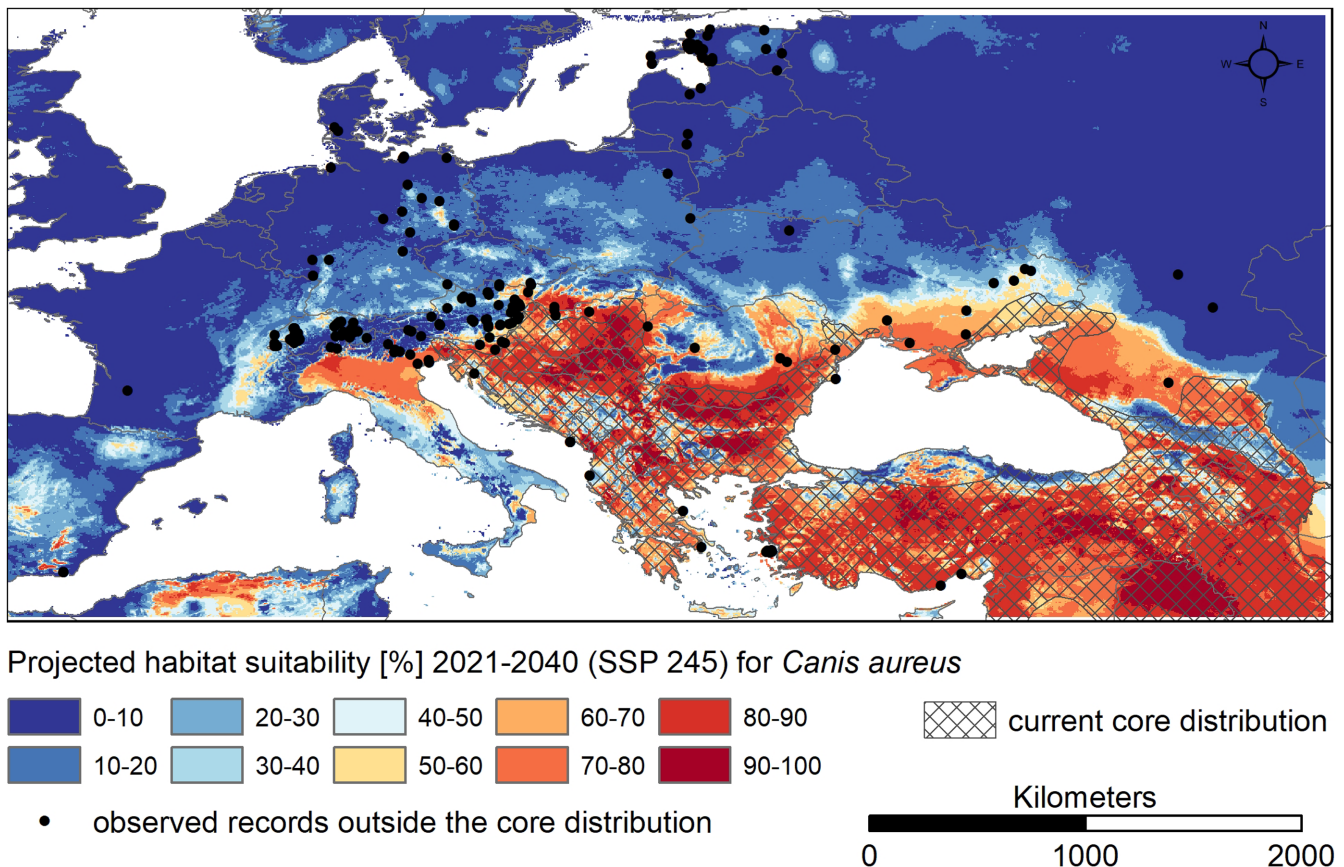 N
W E
S
Projected habitat suitability [%] 2021-2040 (SSP 245) for Canis aureus
0-10 20-30 40-50 60-70 80-90 current core distribution
10-20 30-40 50-60 70-80 90-100
observed records outside the core distribution
Kilometers
0 1000 2000